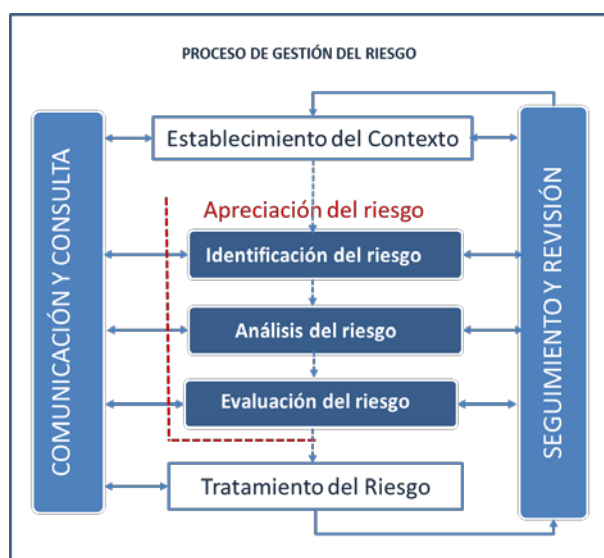 PROCESO DE GESTIÓN DEL RIESGO
COMUNICACIÓN Y CONSULTA
Establecimiento del Contexto
Apreciación del riesgo
Identificación del riesgo
Análisis del riesgo
Evaluación del riesgo
Tratamiento del Riesgo
SEGUIMIENTO Y REVISIÓN